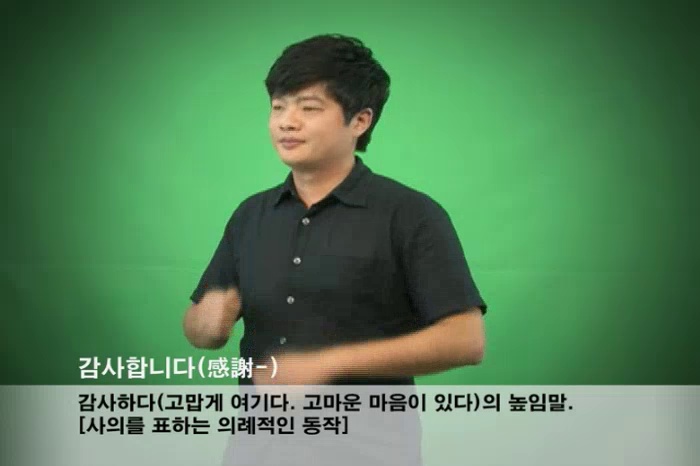 감사합니다(感謝-)
감사하다(고맙게 여기다. 고마운 마음이 있다)의 높임말.
[사의를 표하는 의례적인 동작]